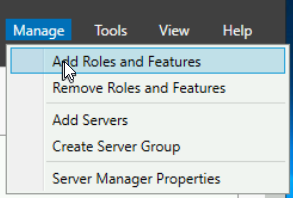 Manage Tools View Help
Add Roles and Features
Remove Roles and Features
Add Servers
Create Server Group
Server Manager Properties